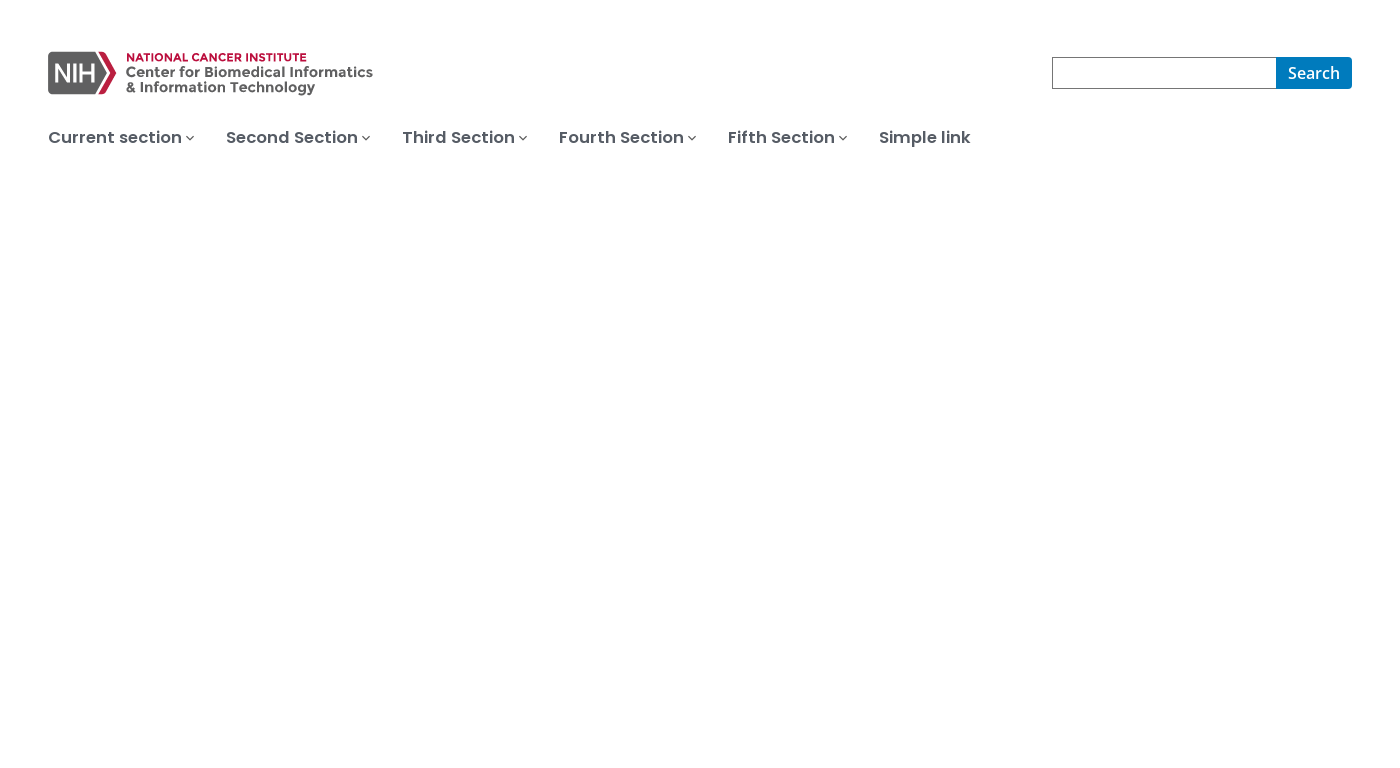 NIH
NATIONAL CANCER INSTITUTE
Center for Biomedical Informatics
& Information Technology
Search
Current section
Second Section
Third Section
Fourth Section
Fifth Section
Simple link